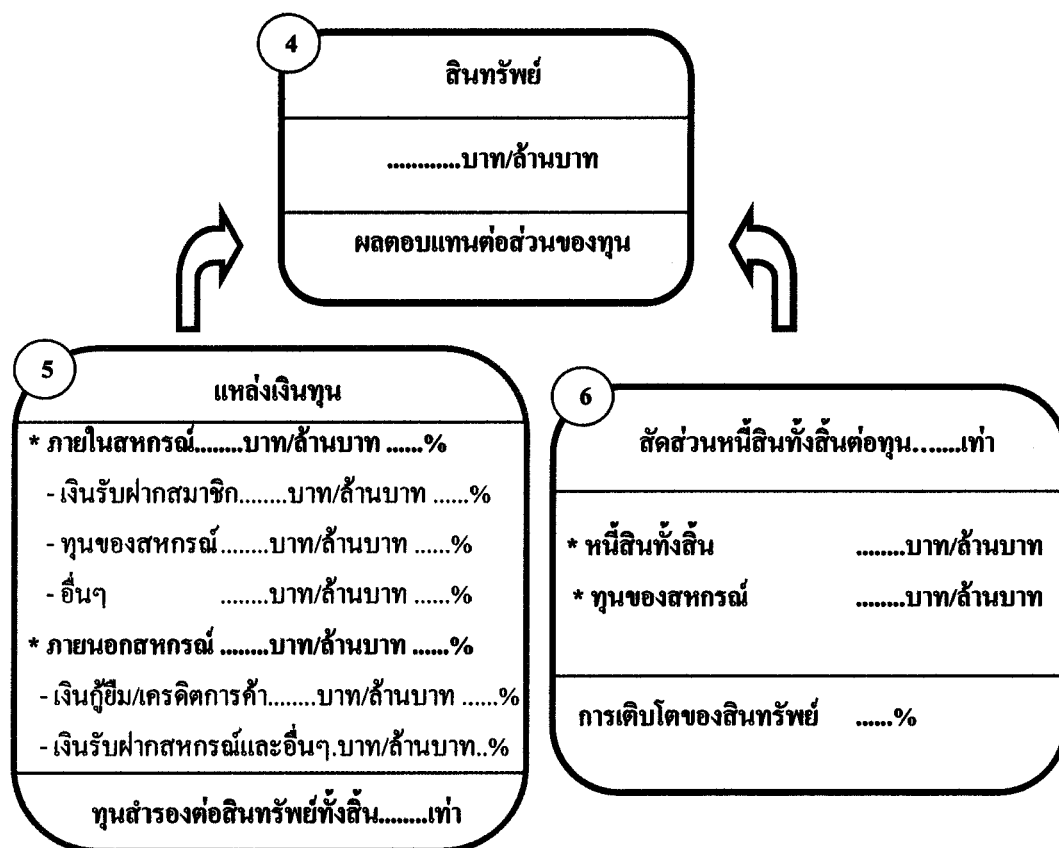 4
สินทรัพย์
............บาท/ล้านบาท
ผลตอบแทนต่อส่วนของทุน
5
แหล่งเงินทุน
* ภายในสหกรณ์........บาท/ล้านบาท ......%
- เงินรับฝากสมาชิก........บาท/ล้านบาท ......%
- ทุนของสหกรณ์ ........บาท/ล้านบาท ......%
- อื่นๆ ........บาท/ล้านบาท ......%
* ภายนอกสหกรณ์ ........บาท/ล้านบาท ......%
- เงินกู้ยืม/เครดิตการค้า........บาท/ล้านบาท ......%
- เงินรับฝากสหกรณ์และอื่นๆ.บาท/ล้านบาท..%
ทุนสำรองต่อสินทรัพย์ทั้งสิ้น........เท่า
6
สัดส่วนหนี้สินทั้งสิ้นต่อทุน........เท่า
* หนี้สินทั้งสิ้น ........บาท/ล้านบาท
* ทุนของสหกรณ์ ........บาท/ล้านบาท
การเติบโตของสินทรัพย์ ......%